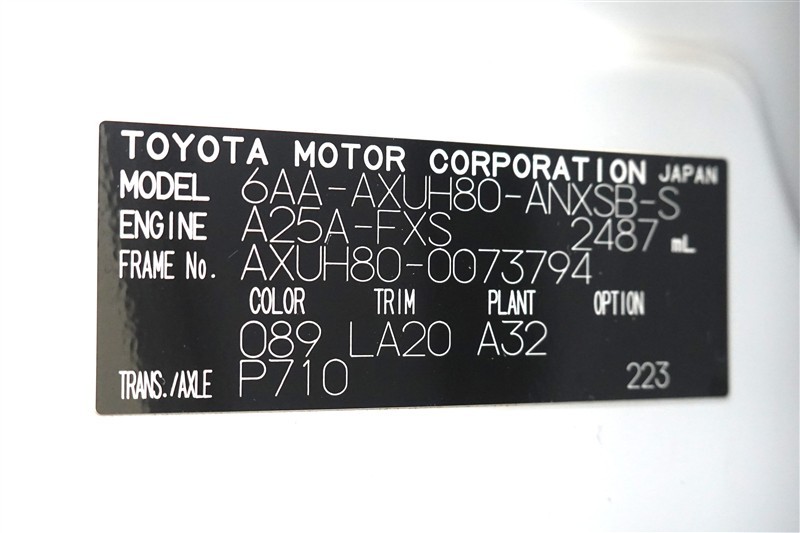 TOYOTA MOTOR CORPORATION JAPAN
MODEL 6AA-AXUH80-ANXSB-S
ENGINE A25A-FXS 2487 mL
FRAME No. AXUH80-0073794
COLOR TRIM PLANT OPTION
089 LA20 A32
TRANS./AXLE P710 223